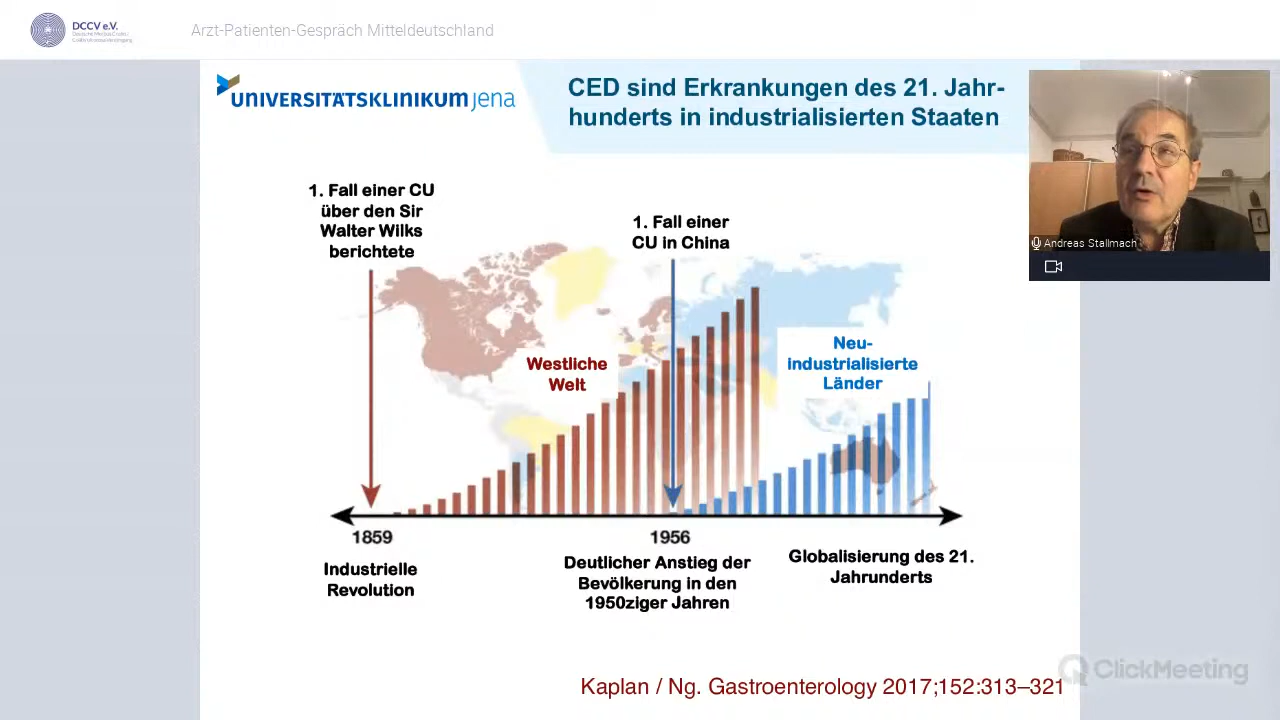 DCCV e.V.
Arzt-Patienten-Gespräch Mitteldeutschland
UNIVERSITÄTSKLINIKUM jena
CED sind Erkrankungen des 21. Jahr-
hunderts in industrialisierten Staaten
Andreas Stallmach
1. Fall einer CU
über den Sir
Walter Wilks
berichtete
1. Fall einer
CU in China
Westliche
Welt
Neu-
industrialisierte
Länder
1859
1956
Industrielle
Revolution
Deutlicher Anstieg der
Bevölkerung in den
1950ziger Jahren
Globalisierung des 21.
Jahrunderts
Kaplan / Ng. Gastroenterology 2017;152:313–321
ClickMeeting